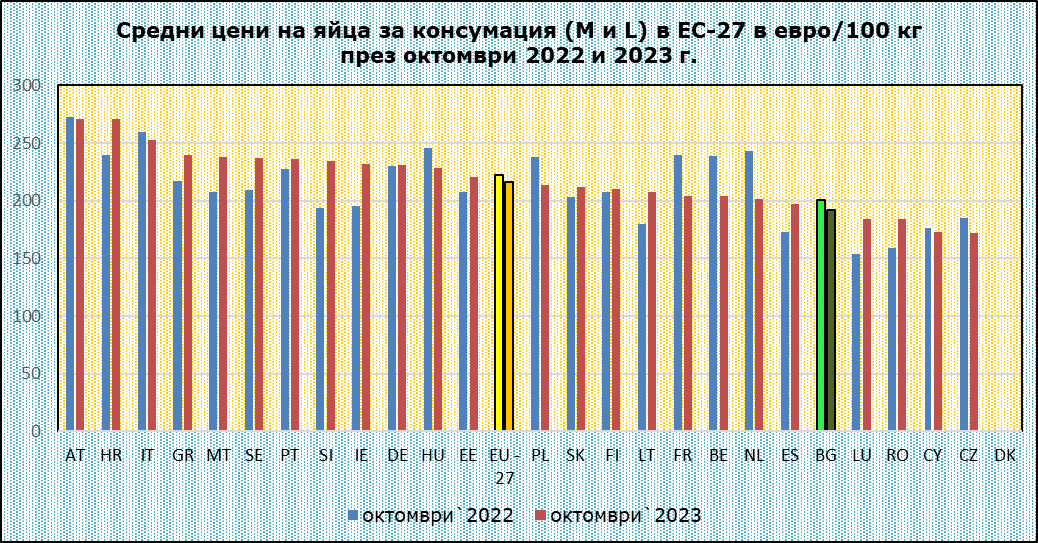 Средни цени на яйца за консумация (M и L) в ЕС-27 в евро/100 кг
през октомври 2022 и 2023 г.
300
250
200
150
100
50
0
AT HR IT GR MT SE PT SI IE DE HU EE EU - 27 PL SK FI LT FR BE NL ES BG LU RO CY CZ DK
октомври`2022 октомври`2023